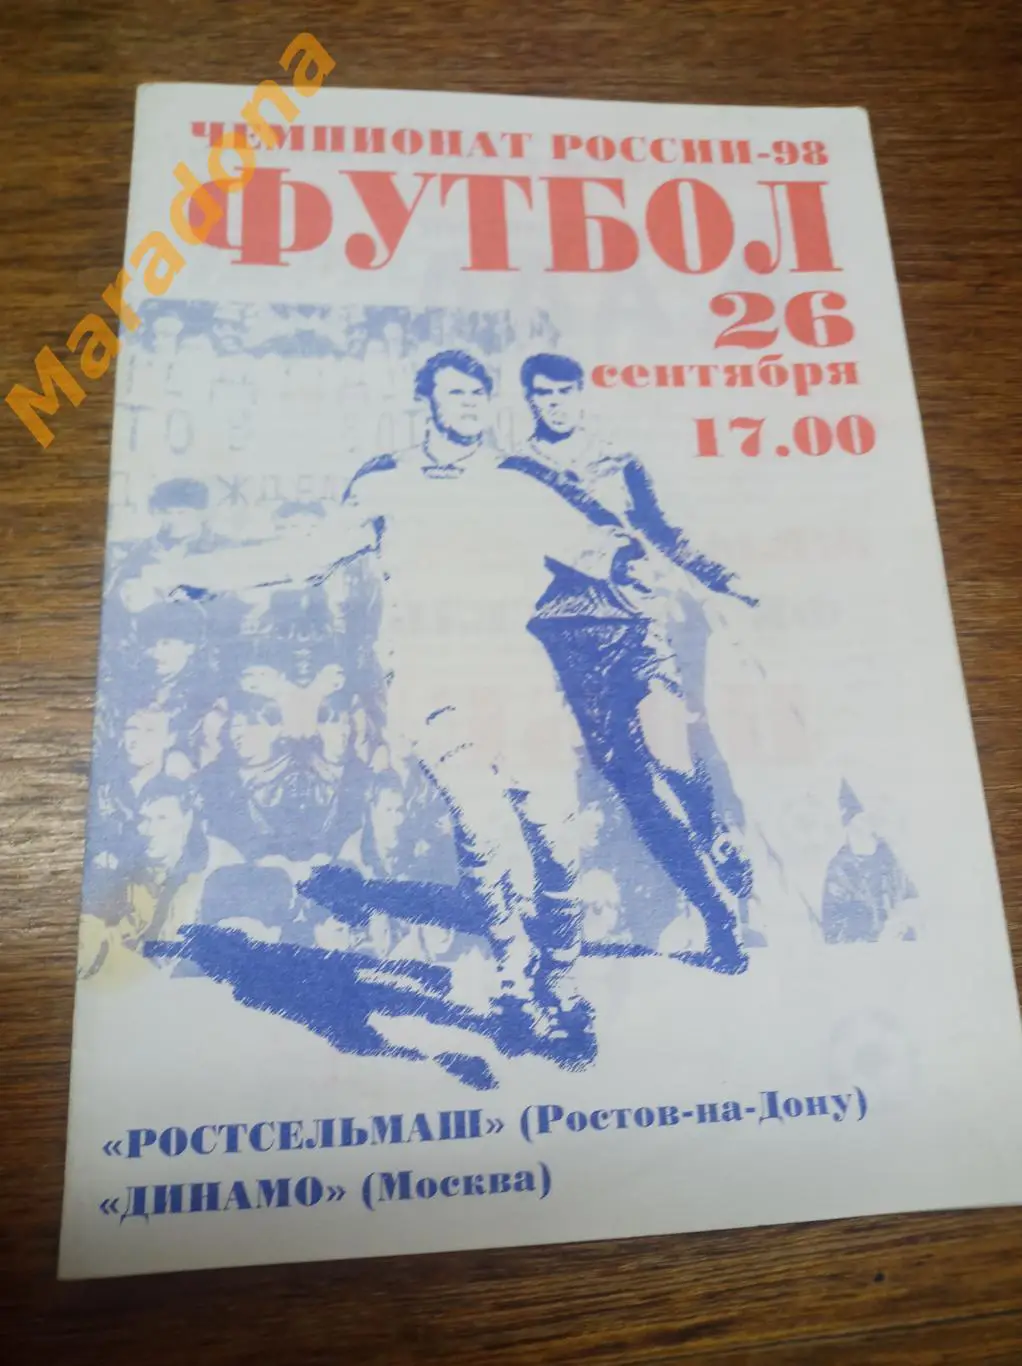 Maradona
ЧЕМПИОНАТ РОССИИ-98
ФУТБОЛ
26
сентября
17.00
«РОСТСЕЛЬМАШ» (Ростов-на-Дону)
«ДИНАМО» (Москва)